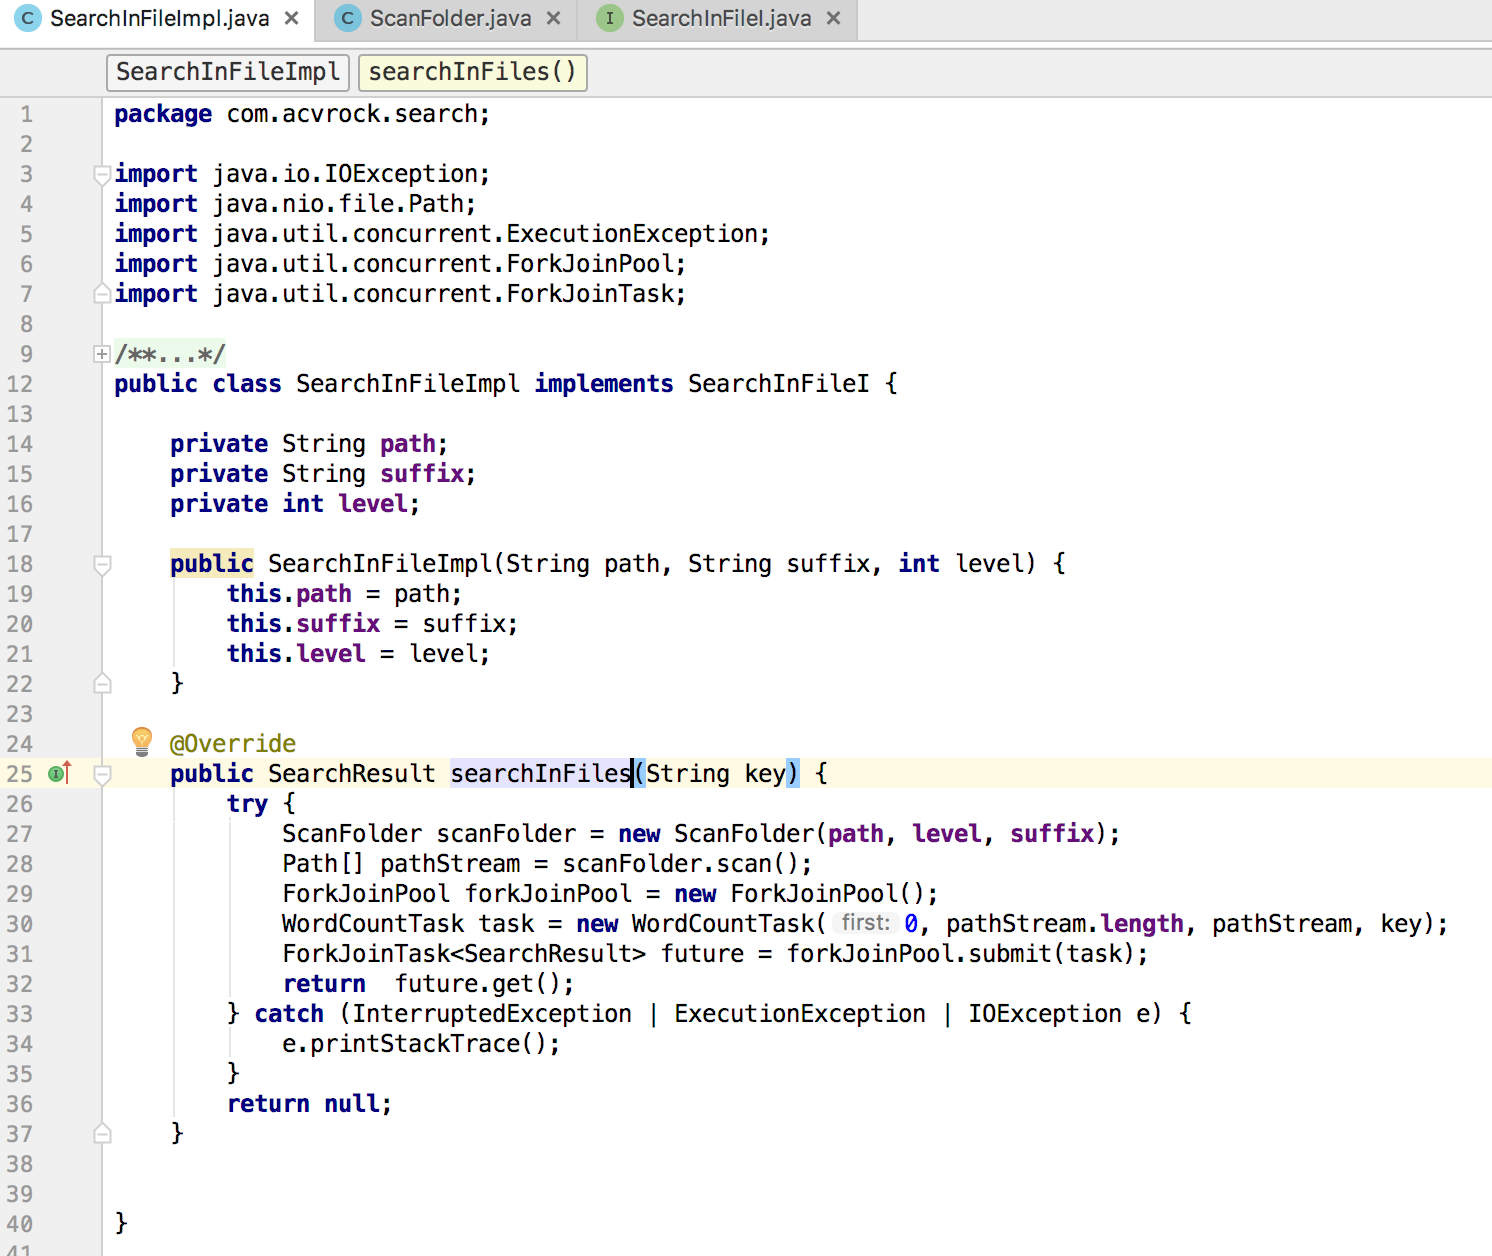 SearchInFileImpl.java ScanFolder.java SearchInFileI.java
SearchInFileImpl searchInFiles()
1 package com.acvrock.search;
2
3 import java.io.IOException;
4 import java.nio.file.Path;
5 import java.util.concurrent.ExecutionException;
6 import java.util.concurrent.ForkJoinPool;
7 import java.util.concurrent.ForkJoinTask;
8
9 /**...*/
12 public class SearchInFileImpl implements SearchInFileI {
13
14 private String path;
15 private String suffix;
16 private int level;
17
18 public SearchInFileImpl(String path, String suffix, int level) {
19 this.path = path;
20 this.suffix = suffix;
21 this.level = level;
22 }
23
24 @Override
25 public SearchResult searchInFiles(String key) {
26 try {
27 ScanFolder scanFolder = new ScanFolder(path, level, suffix);
28 Path[] pathStream = scanFolder.scan();
29 ForkJoinPool forkJoinPool = new ForkJoinPool();
30 WordCountTask task = new WordCountTask( first: 0, pathStream.length, pathStream, key);
31 ForkJoinTask<SearchResult> future = forkJoinPool.submit(task);
32 return  future.get();
33 } catch (InterruptedException | ExecutionException | IOException e) {
34 e.printStackTrace();
35 }
36 return null;
37 }
38
39
40 }
41